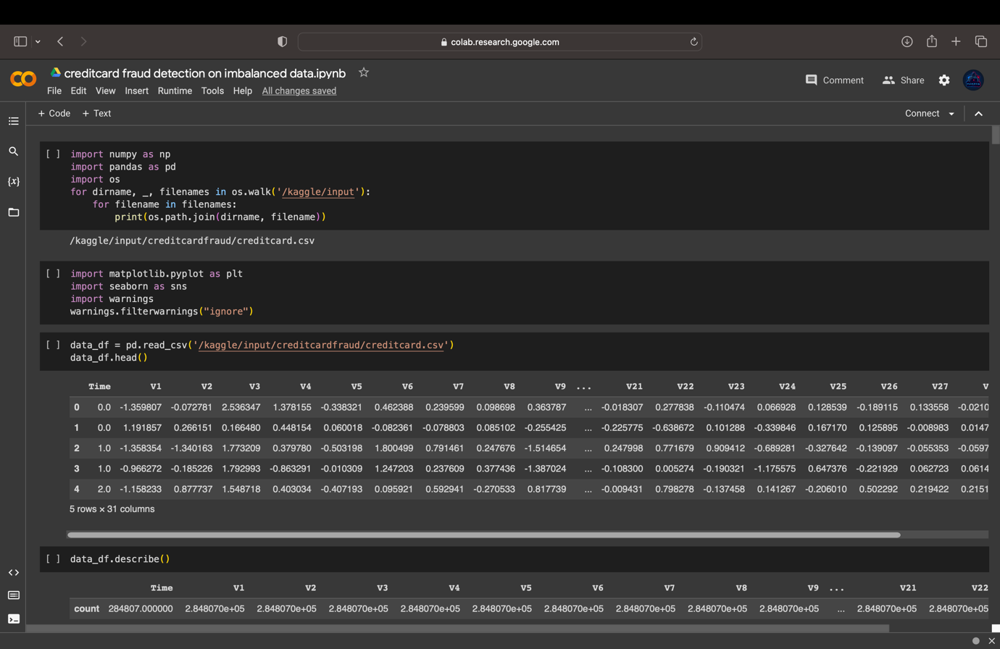 colab.research.google.com
creditcard fraud detection on imbalanced data.ipynb
Comment Share
File Edit View Insert Runtime Tools Help All changes saved
+ Code + Text Connect
[ ] import numpy as np
import pandas as pd
import os
for dirname, _, filenames in os.walk('/kaggle/input'):
    for filename in filenames:
        print(os.path.join(dirname, filename))
/kaggle/input/creditcardfraud/creditcard.csv
[ ] import matplotlib.pyplot as plt
import seaborn as sns
import warnings
warnings.filterwarnings("ignore")
[ ] data_df = pd.read_csv('/kaggle/input/creditcardfraud/creditcard.csv')
data_df.head()
Time V1 V2 V3 V4 V5 V6 V7 V8 V9 ... V21 V22 V23 V24 V25 V26 V27 V
0 0.0 -1.359807 -0.072781 2.536347 1.378155 -0.338321 0.462388 0.239599 0.098698 0.363787 ... -0.018307 0.277838 -0.110474 0.066928 0.128539 -0.189115 0.133558 -0.0210
1 0.0 1.191857 0.266151 0.166480 0.448154 0.060018 -0.082361 -0.078803 0.085102 -0.255425 ... -0.225775 -0.638672 0.101288 -0.339846 0.167170 0.125895 -0.008983 0.0147
2 1.0 -1.358354 -1.340163 1.773209 0.379780 -0.503198 1.800499 0.791461 0.247676 -1.514654 ... 0.247998 0.771679 0.909412 -0.689281 -0.327642 -0.139097 -0.055353 -0.0597
3 1.0 -0.966272 -0.185226 1.792993 -0.863291 -0.010309 1.247203 0.237609 0.377436 -1.387024 ... -0.108300 0.005274 -0.190321 -1.175575 0.647376 -0.221929 0.062723 0.0614
4 2.0 -1.158233 0.877737 1.548718 0.403034 -0.407193 0.095921 0.592941 -0.270533 0.817739 ... -0.009431 0.798278 -0.137458 0.141267 -0.206010 0.502292 0.219422 0.2151
5 rows × 31 columns
[ ] data_df.describe()
Time V1 V2 V3 V4 V5 V6 V7 V8 V9 ... V21 V22
count 284807.000000 2.848070e+05 2.848070e+05 2.848070e+05 2.848070e+05 2.848070e+05 2.848070e+05 2.848070e+05 2.848070e+05 2.848070e+05 ... 2.848070e+05 2.848070e+05